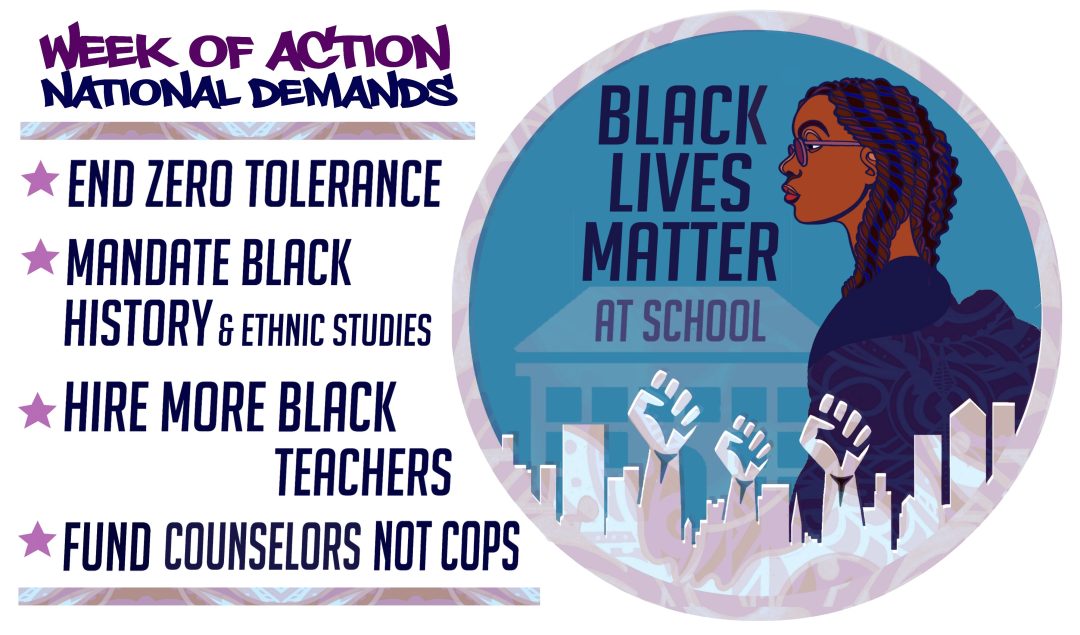 WEEK OF ACTION
NATIONAL DEMANDS
END ZERO TOLERANCE
MANDATE BLACK
HISTORY & ETHNIC STUDIES
HIRE MORE BLACK
TEACHERS
FUND COUNSELORS NOT COPS
BLACK
LIVES
MATTER
AT SCHOOL